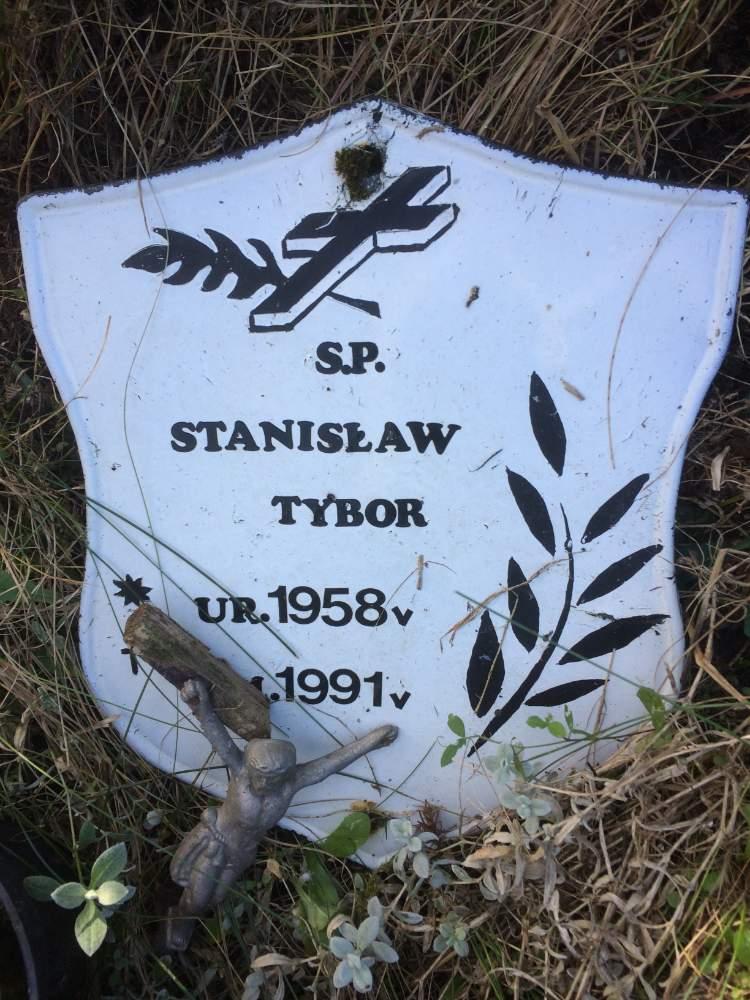 S.P.
STANISŁAW
TYBOR
UR.1958v
.1991v